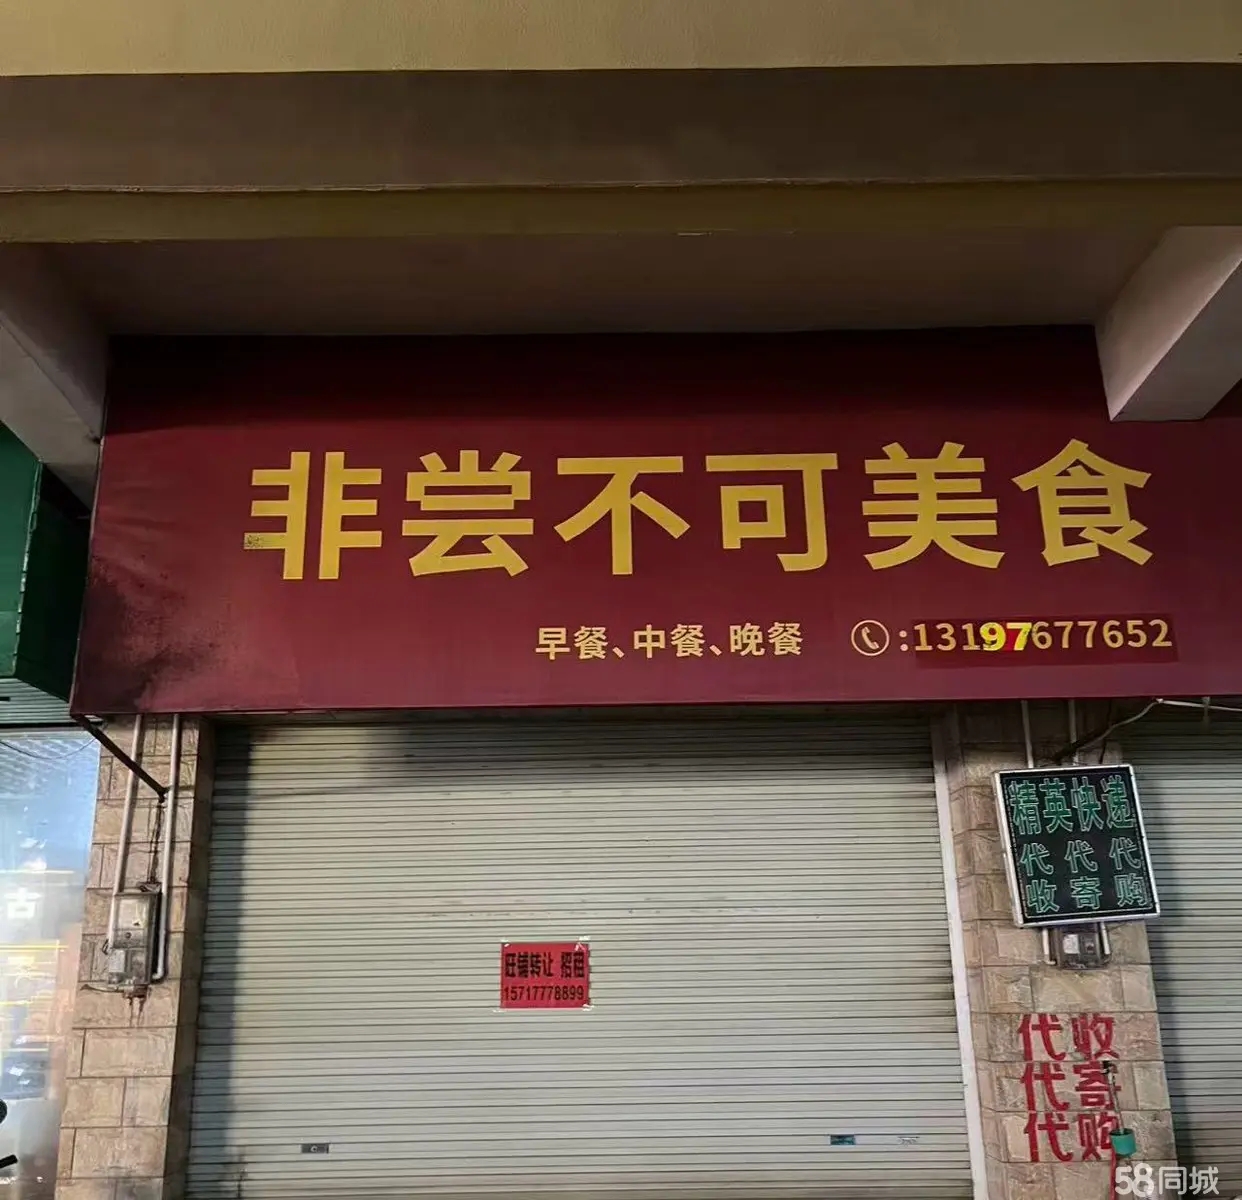 非尝不可美食
早餐、中餐、晚餐 :13197677652
精英快递
代代代
收寄购
旺铺转让 招租
15717778899
代收
代寄
代购
古
58同城